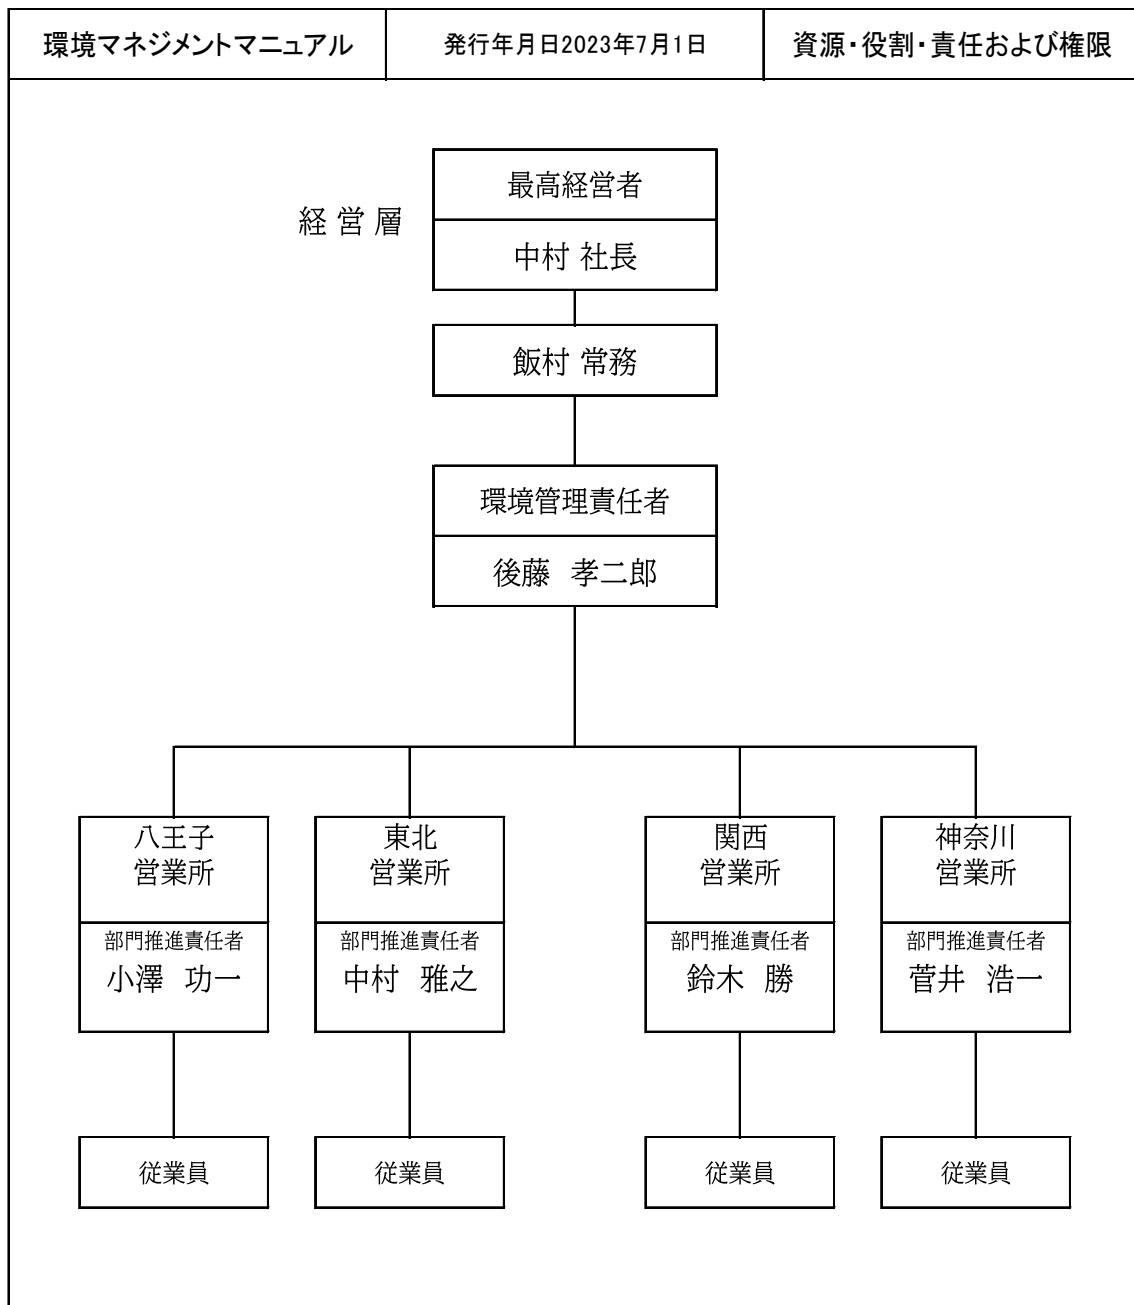 環境マネジメントマニュアル
発行年月日2023年7月1日
資源・役割・責任および権限
経 営 層
最高経営者
中村 社長
飯村 常務
環境管理責任者
後藤　孝二郎
八王子
営業所
部門推進責任者
小澤　功一
従業員
東北
営業所
部門推進責任者
中村　雅之
従業員
関西
営業所
部門推進責任者
鈴木　勝
従業員
神奈川
営業所
部門推進責任者
菅井　浩一
従業員